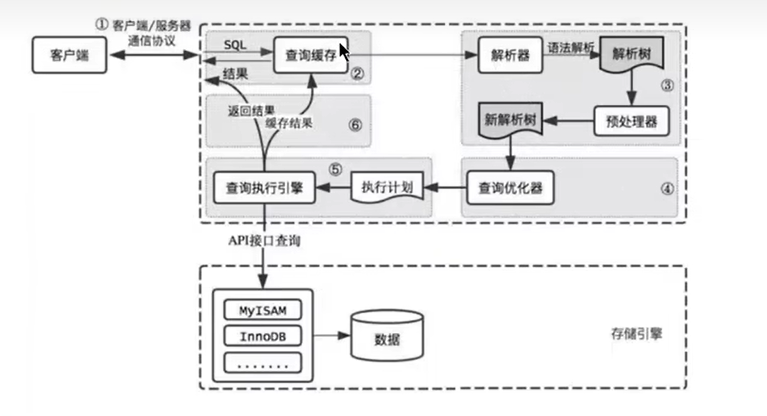 ① 客户端/服务器
通信协议
客户端
SQL
结果
查询缓存
②
解析器
语法解析
解析树
③
新解析树
预处理器
返回结果
缓存结果
⑥
⑤
查询执行引擎
执行计划
查询优化器
④
API接口查询
MyISAM
InnoDB
.......
数据
存储引擎